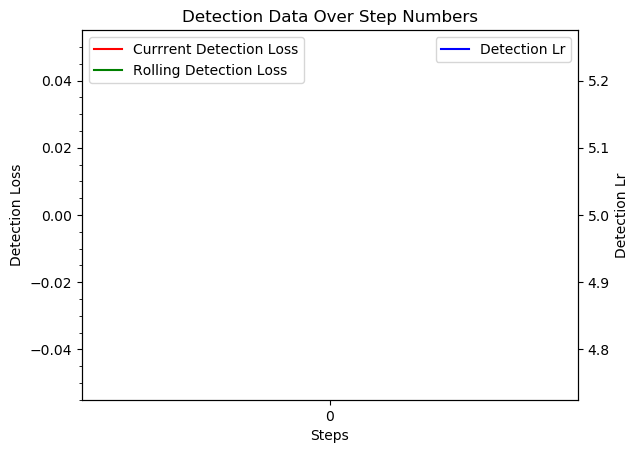 Detection Data Over Step Numbers
Currrent Detection Loss
Rolling Detection Loss
Detection Lr
0.04
0.02
0.00
−0.02
−0.04
Detection Loss
5.2
5.1
5.0
4.9
4.8
Detection Lr
0
Steps